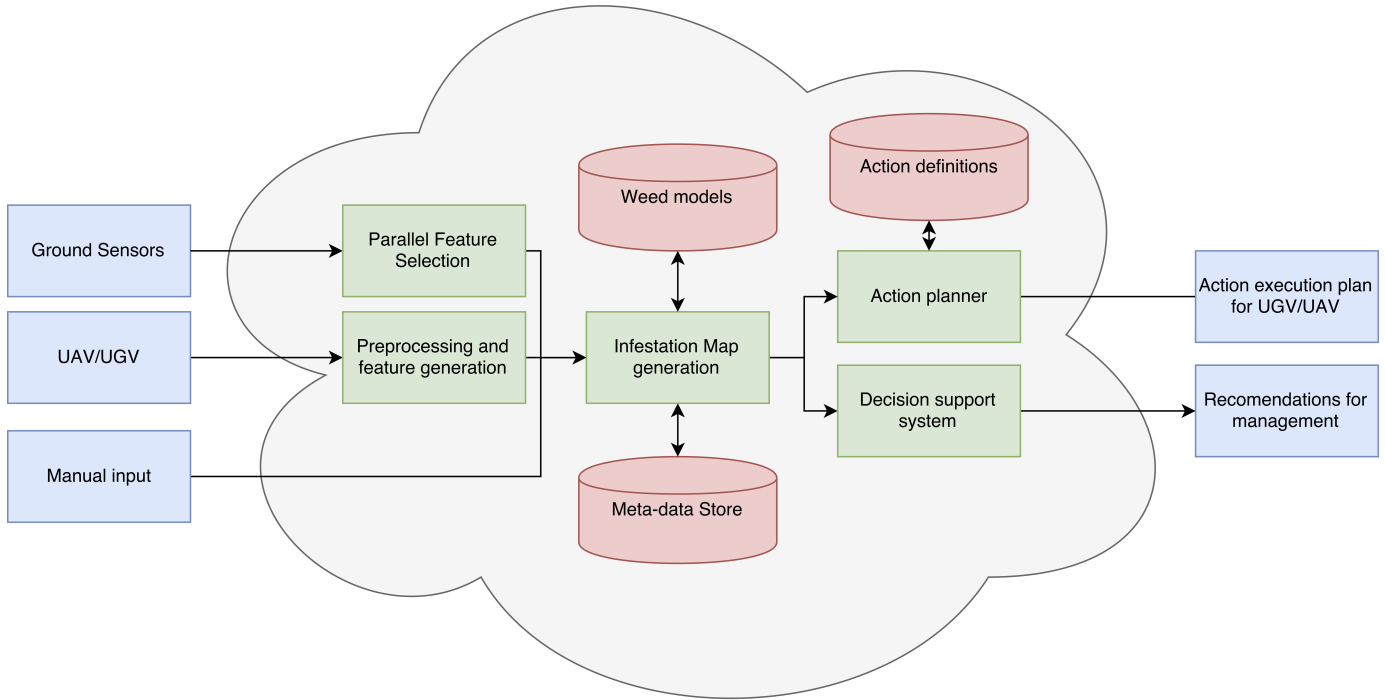 Ground Sensors
UAV/UGV
Manual input
Parallel Feature
Selection
Preprocessing and
feature generation
Weed models
Infestation Map
generation
Meta-data Store
Action definitions
Action planner
Decision support
system
Action execution plan
for UGV/UAV
Recomendations for
management